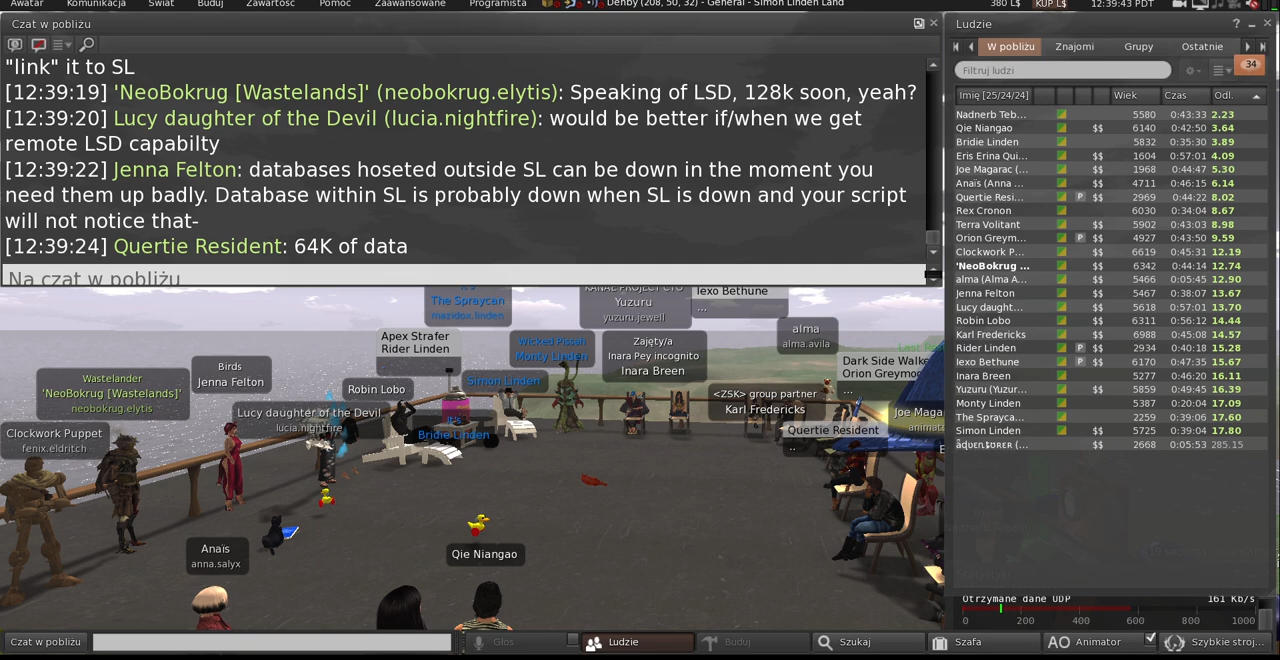 Awatar Komunikacja Świat Buduj Zawartość Pomoc Zaawansowane Programista Denby (208, 50, 32) - General - Simon Linden Land 380 L$ KUP L$ 12:39:43 PDT
Czat w pobliżu
"link" it to SL
[12:39:19] 'NeoBokrug [Wastelands]' (neobokrug.elytis): Speaking of LSD, 128k soon, yeah?
[12:39:20] Lucy daughter of the Devil (lucia.nightfire): would be better if/when we get
remote LSD capabilty
[12:39:22] Jenna Felton: databases hoseted outside SL can be down in the moment you
need them up badly. Database within SL is probably down when SL is down and your script
will not notice that-
[12:39:24] Quertie Resident: 64K of data
Na czat w pobliżu
It's
The Spraycan
mazidox.linden
KANAE PROJECT CTO
Yuzuru
yuzuru.jewell
Iexo Bethune
...
alma
alma.avila
Apex Strafer
Rider Linden
Wicked Pissah
Monty Linden
Zajęty/a
Inara Pey incognito
Inara Breen
Dark Side Walke
Orion Greymoo
...
Birds
Jenna Felton
Wastelander
'NeoBokrug [Wastelands]'
neobokrug.elytis
Robin Lobo
Simon Linden
<ZSK> group partner
Karl Fredericks
Joe Maga
animats
Lucy daughter of the Devil
lucia.nightfire
It's
Bridie Linden
Quertie Resident
..
Clockwork Puppet
fenix.eldritch
Anaïs
anna.salyx
Qie Niangao
Ludzie
? _ ×
W pobliżu Znajomi Grupy Ostatnie
Filtruj ludzi
34
Imię [25/24/24] Wiek Czas Odl.
Nadnerb Teb... 5580 0:43:33 2.23
Qie Niangao $$ 6140 0:42:50 3.64
Bridie Linden 5832 0:35:30 3.89
Eris Erina Qui... $$ 1604 0:57:01 4.09
Joe Magarac (... $$ 1968 0:44:47 5.30
Anaïs (Anna ... $$ 4711 0:46:15 6.14
Quertie Resi... P $$ 2969 0:44:22 8.02
Rex Cronon 6030 0:34:04 8.67
Terra Volitant $$ 5902 0:43:03 8.98
Orion Greym... P $$ 4927 0:43:50 9.59
Clockwork P... $$ 6619 0:45:31 12.19
'NeoBokrug ... $$ 6342 0:44:14 12.74
alma (Alma A... $$ 5466 0:05:45 12.90
Jenna Felton $$ 5467 0:38:07 13.67
Lucy daught... $$ 5618 0:57:01 13.70
Robin Lobo $$ 6311 0:56:12 14.44
Karl Fredericks $$ 6988 0:45:08 14.57
Rider Linden P $$ 2934 0:40:18 15.28
Iexo Bethune P $$ 6170 0:47:35 15.67
Inara Breen 5277 0:46:20 16.11
Yuzuru (Yuzur... $$ 5859 0:49:45 16.39
Monty Linden 5387 0:20:04 17.09
The Sprayca... 2259 0:39:06 17.60
Simon Linden $$ 5725 0:39:04 17.80
$$ 2668 0:05:53 285.15
Otrzymane dane UDP 161 Kb/s
0 200 400 600 800 1000
Czat w pobliżu Głos Ludzie Buduj Szukaj Szafa AO Animator Szybkie stroj...